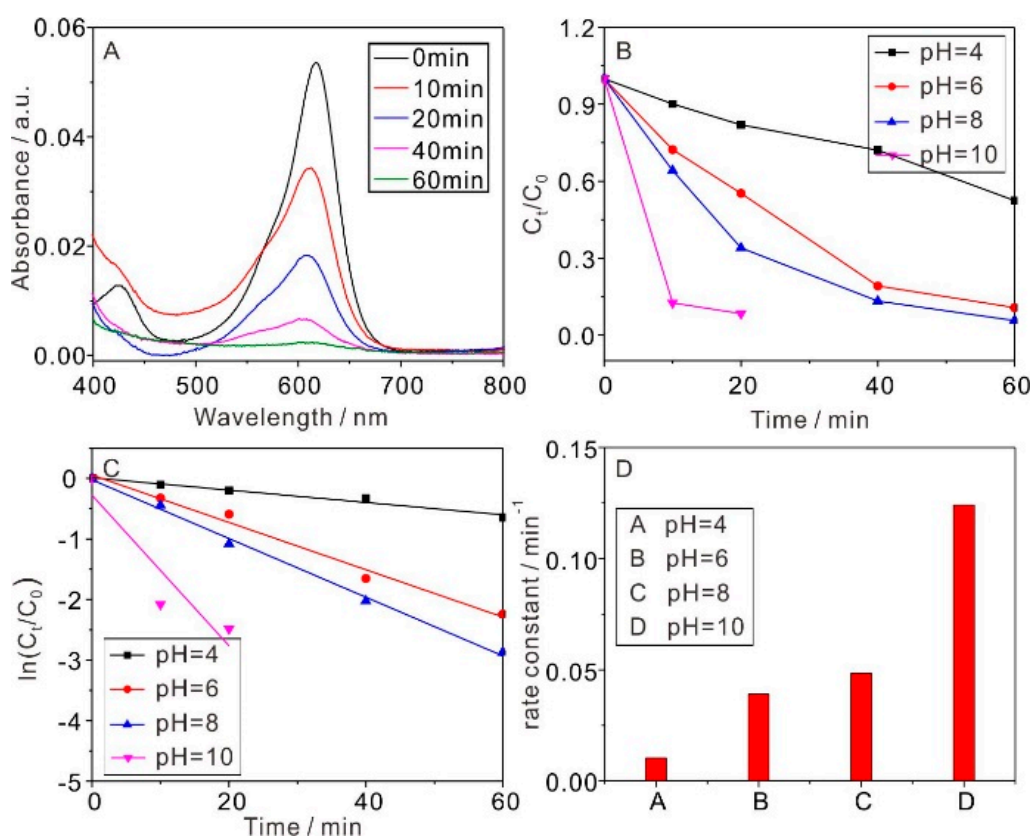 A
0min
10min
20min
40min
60min
0.06
0.04
0.02
0.00
Absorbance / a.u.
400 500 600 700 800
Wavelength / nm
B
pH=4
pH=6
pH=8
pH=10
1.2
0.9
0.6
0.3
0.0
Ct/C0
0 20 40 60
Time / min
C
0
-1
-2
-3
-4
-5
ln(Ct/C0)
pH=4
pH=6
pH=8
pH=10
0 20 40 60
Time / min
D
A pH=4
B pH=6
C pH=8
D pH=10
0.15
0.10
0.05
0.00
rate constant / min-1
A B C D